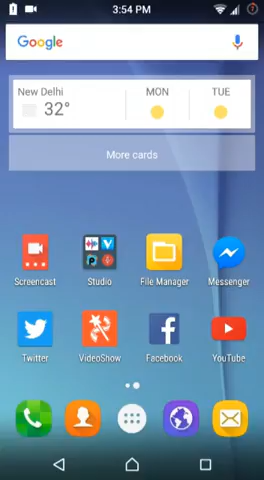 3:54 PM
Google
New Delhi
32°
MON
TUE
More cards
Screencast
Studio
File Manager
Messenger
Twitter
VideoShow
Facebook
YouTube